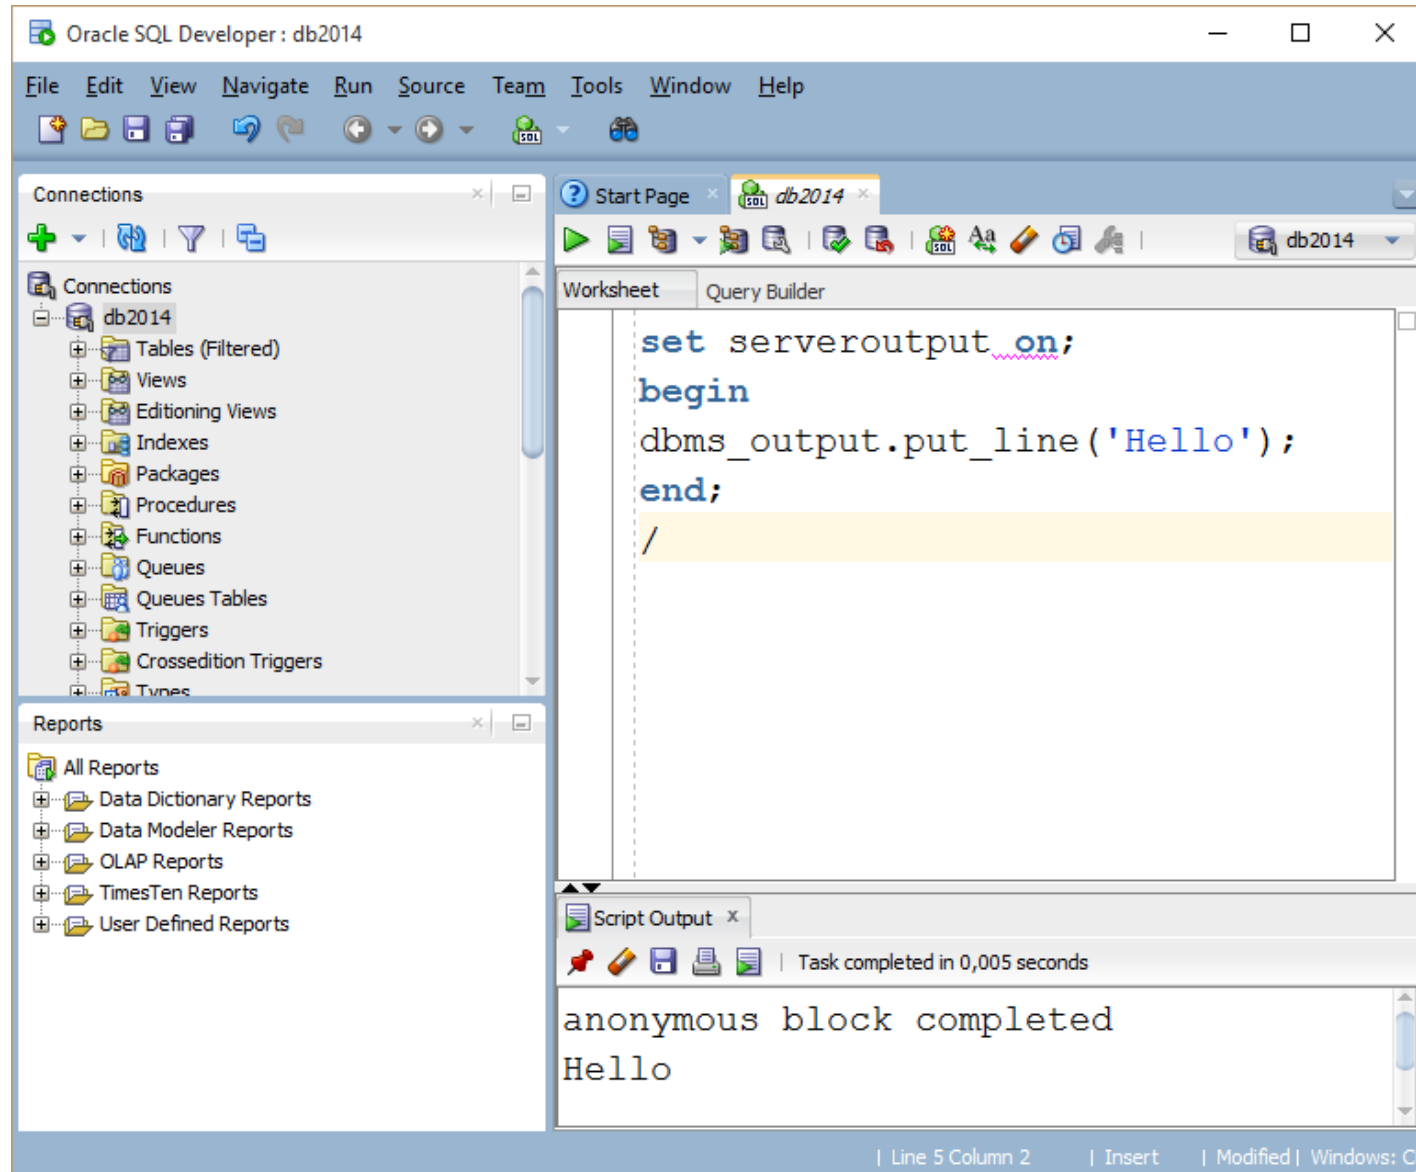 Oracle SQL Developer : db2014
File Edit View Navigate Run Source Team Tools Window Help
Connections
Connections
db2014
Tables (Filtered)
Views
Editioning Views
Indexes
Packages
Procedures
Functions
Queues
Queues Tables
Triggers
Crossedition Triggers
Types
Reports
All Reports
Data Dictionary Reports
Data Modeler Reports
OLAP Reports
TimesTen Reports
User Defined Reports
Start Page db2014
db2014
Worksheet Query Builder
set serveroutput on;
begin
dbms_output.put_line('Hello');
end;
/
Script Output
Task completed in 0,005 seconds
anonymous block completed
Hello
| Line 5 Column 2 | Insert | Modified | Windows: C